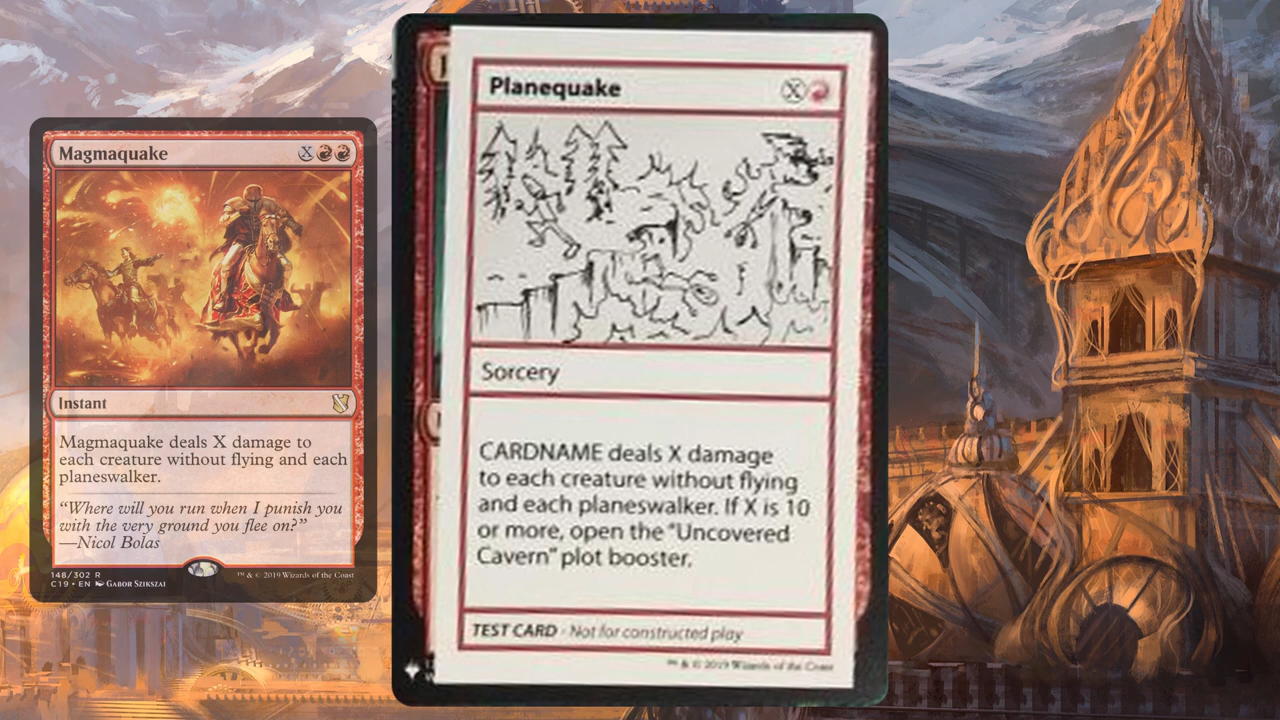 Magmaquake X
Instant
Magmaquake deals X damage to
each creature without flying and each
planeswalker.
“Where will you run when I punish you
with the very ground you flee on?”
—Nicol Bolas
148/302 R
C19 • EN GABOR SZIKSZAI
™ & © 2019 Wizards of the Coast
Planequake X
Sorcery
CARDNAME deals X damage
to each creature without flying
and each planeswalker. If X is 10
or more, open the "Uncovered
Cavern" plot booster.
TEST CARD - Not for constructed play
™ & © 2019 Wizards of the Coast